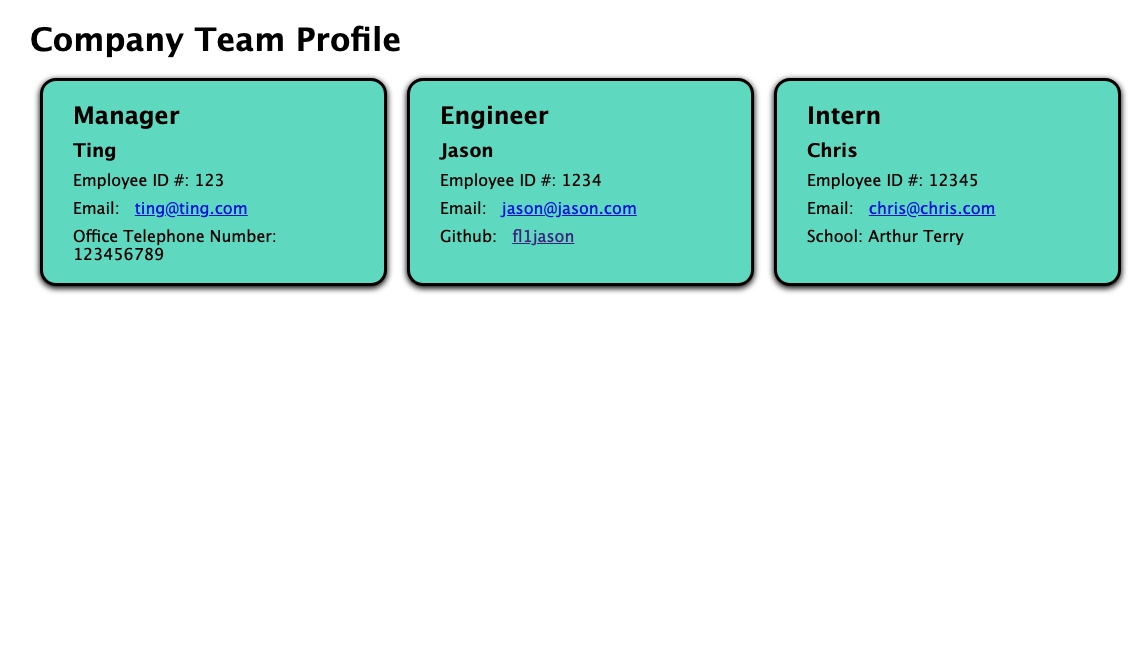 Company Team Profile
Manager
Ting
Employee ID #: 123
Email: ting@ting.com
Office Telephone Number:
123456789
Engineer
Jason
Employee ID #: 1234
Email: jason@jason.com
Github: fl1jason
Intern
Chris
Employee ID #: 12345
Email: chris@chris.com
School: Arthur Terry